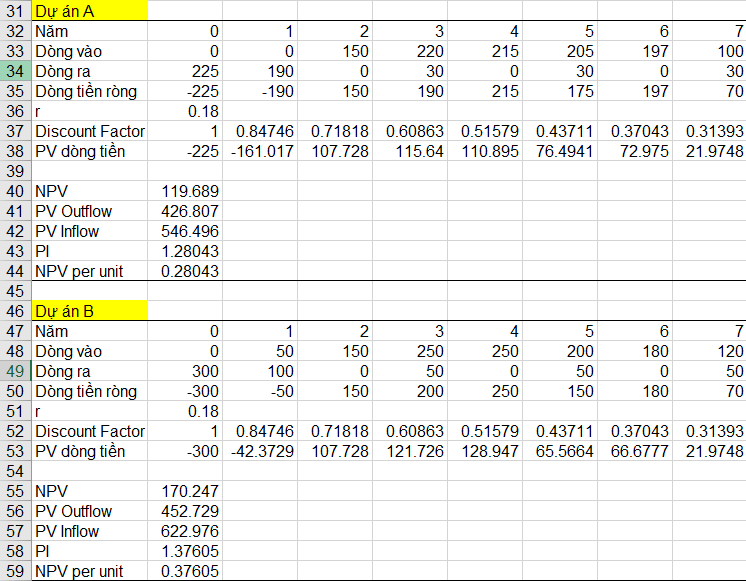 31 Dự án A
32 Năm 0 1 2 3 4 5 6 7
33 Dòng vào 0 0 150 220 215 205 197 100
34 Dòng ra 225 190 0 30 0 30 0 30
35 Dòng tiền ròng -225 -190 150 190 215 175 197 70
36 r 0.18
37 Discount Factor 1 0.84746 0.71818 0.60863 0.51579 0.43711 0.37043 0.31393
38 PV dòng tiền -225 -161.017 107.728 115.64 110.895 76.4941 72.975 21.9748
39
40 NPV 119.689
41 PV Outflow 426.807
42 PV Inflow 546.496
43 PI 1.28043
44 NPV per unit 0.28043
45
46 Dự án B
47 Năm 0 1 2 3 4 5 6 7
48 Dòng vào 0 50 150 250 250 200 180 120
49 Dòng ra 300 100 0 50 0 50 0 50
50 Dòng tiền ròng -300 -50 150 200 250 150 180 70
51 r 0.18
52 Discount Factor 1 0.84746 0.71818 0.60863 0.51579 0.43711 0.37043 0.31393
53 PV dòng tiền -300 -42.3729 107.728 121.726 128.947 65.5664 66.6777 21.9748
54
55 NPV 170.247
56 PV Outflow 452.729
57 PV Inflow 622.976
58 PI 1.37605
59 NPV per unit 0.37605